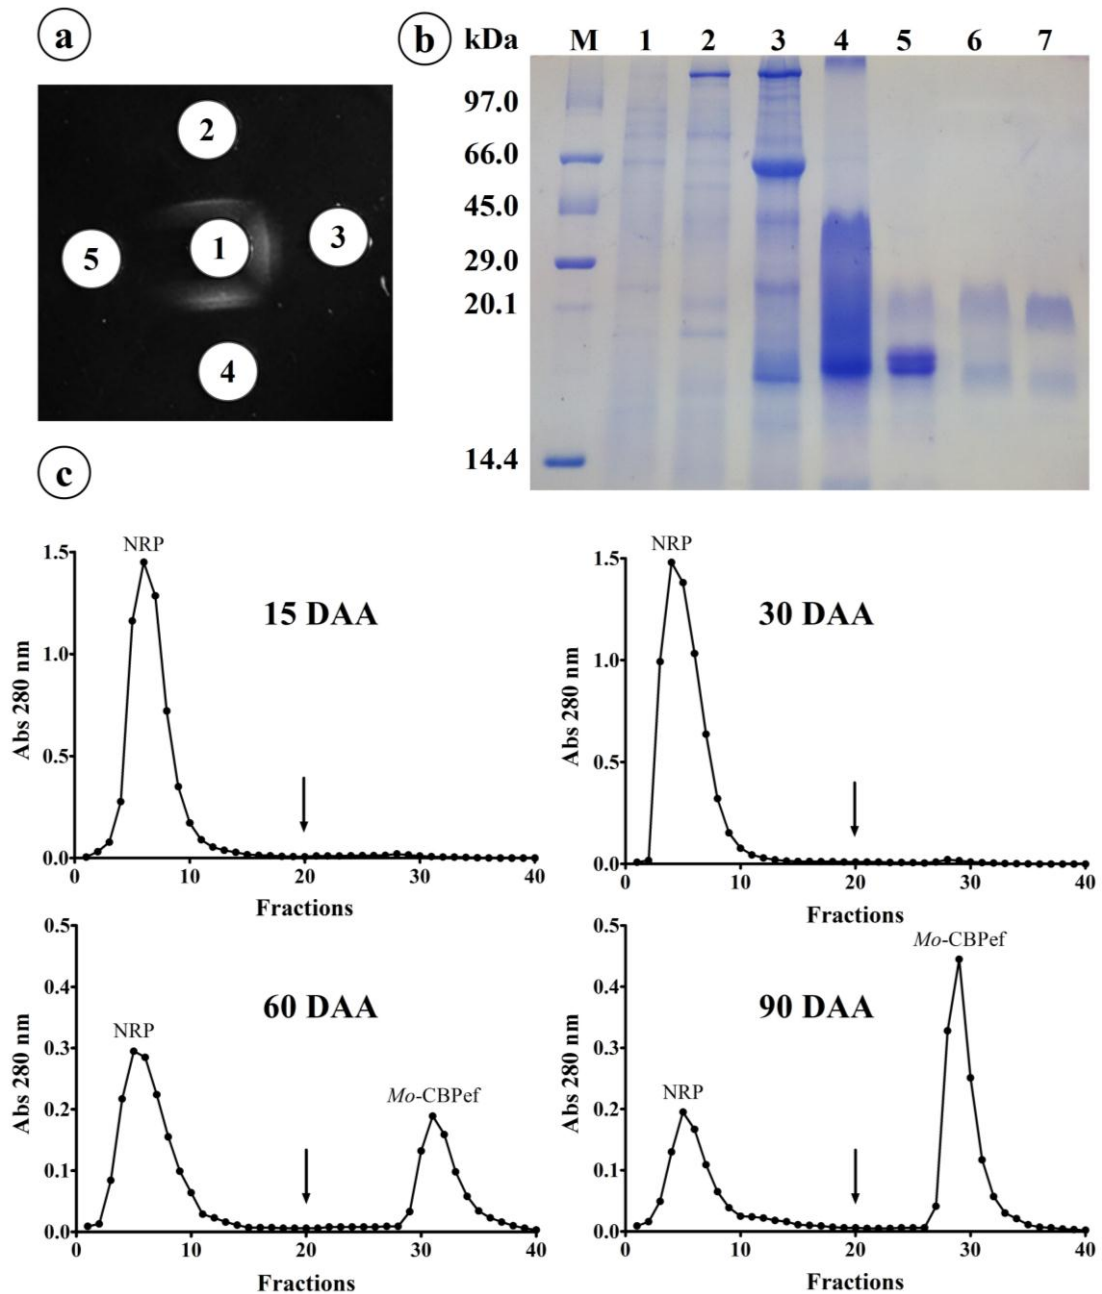 a
2
5 1 3
4
b kDa M 1 2 3 4 5 6 7
97.0
66.0
45.0
29.0
20.1
14.4
c
NRP
15 DAA
Abs 280 nm
1.5
1.0
0.5
0.0
0 10 20 30 40
Fractions
NRP
30 DAA
Abs 280 nm
1.5
1.0
0.5
0.0
0 10 20 30 40
Fractions
60 DAA
NRP
Mo-CBPef
Abs 280 nm
0.5
0.4
0.3
0.2
0.1
0.0
0 10 20 30 40
Fractions
Mo-CBPef
90 DAA
NRP
Abs 280 nm
0.5
0.4
0.3
0.2
0.1
0.0
0 10 20 30 40
Fractions